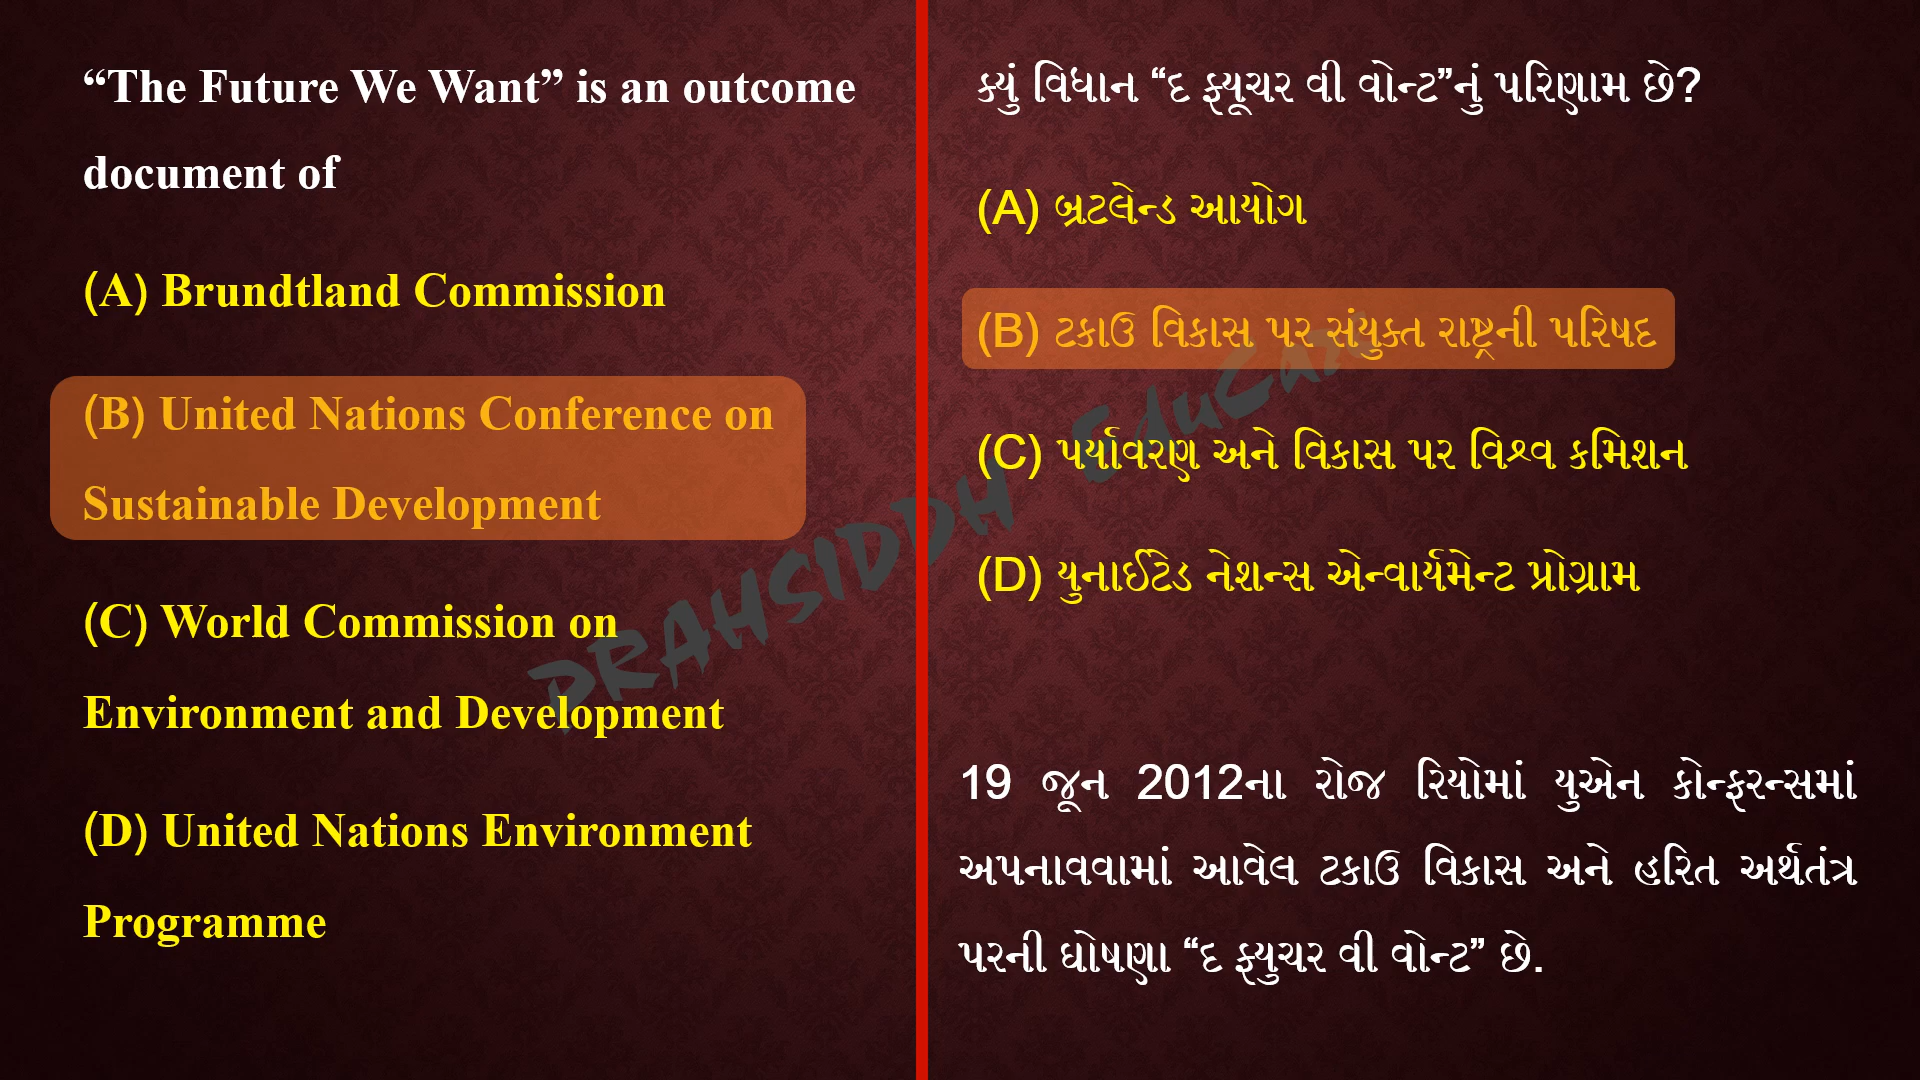 “The Future We Want” is an outcome
document of
(A) Brundtland Commission
(B) United Nations Conference on
Sustainable Development
(C) World Commission on
Environment and Development
(D) United Nations Environment
Programme
ક્યું વિધાન “દ ફ્યૂચર વી વોન્ટ”નું પરિણામ છે?
(A) બ્રટલેન્ડ આયોગ
(B) ટકાઉ વિકાસ પર સંયુક્ત રાષ્ટ્રની પરિષદ
(C) પર્યાવરણ અને વિકાસ પર વિશ્વ કમિશન
(D) યુનાઈટેડ નેશન્સ એન્વાર્યમેન્ટ પ્રોગ્રામ
19 જૂન 2012ના રોજ રિયોમાં યુએન કોન્ફરન્સમાં
અપનાવવામાં આવેલ ટકાઉ વિકાસ અને હરિત અર્થતંત્ર
પરની ઘોષણા “દ ફ્યુચર વી વોન્ટ” છે.
PRAHSIDDH EduCare